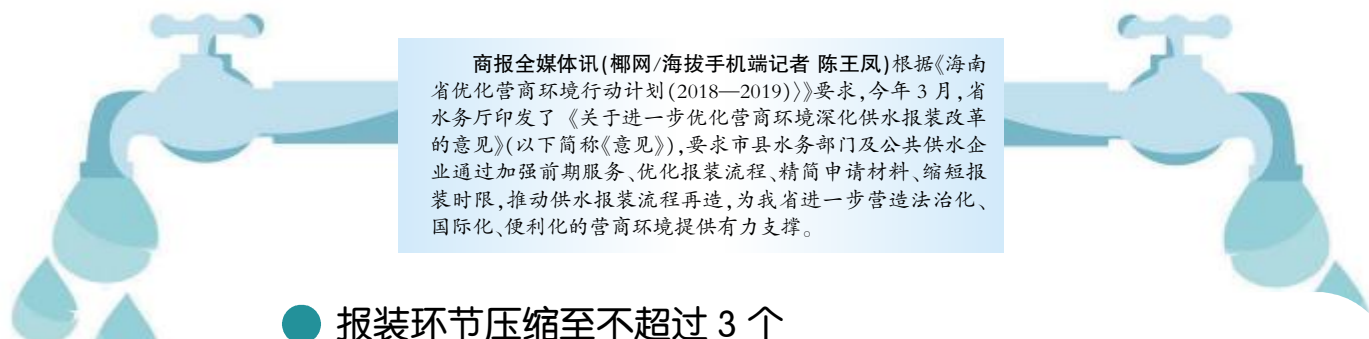 商报全媒体讯(椰网/海拔手机端记者 陈王凤)根据《海南
省优化营商环境行动计划(2018—2019)〉》要求,今年3月,省
水务厅印发了《关于进一步优化营商环境深化供水报装改革
的意见》(以下简称《意见》),要求市县水务部门及公共供水企
业通过加强前期服务、优化报装流程、精简申请材料、缩短报
装时限,推动供水报装流程再造,为我省进一步营造法治化、
国际化、便利化的营商环境提供有力支撑。
报装环节压缩至不超过 3 个